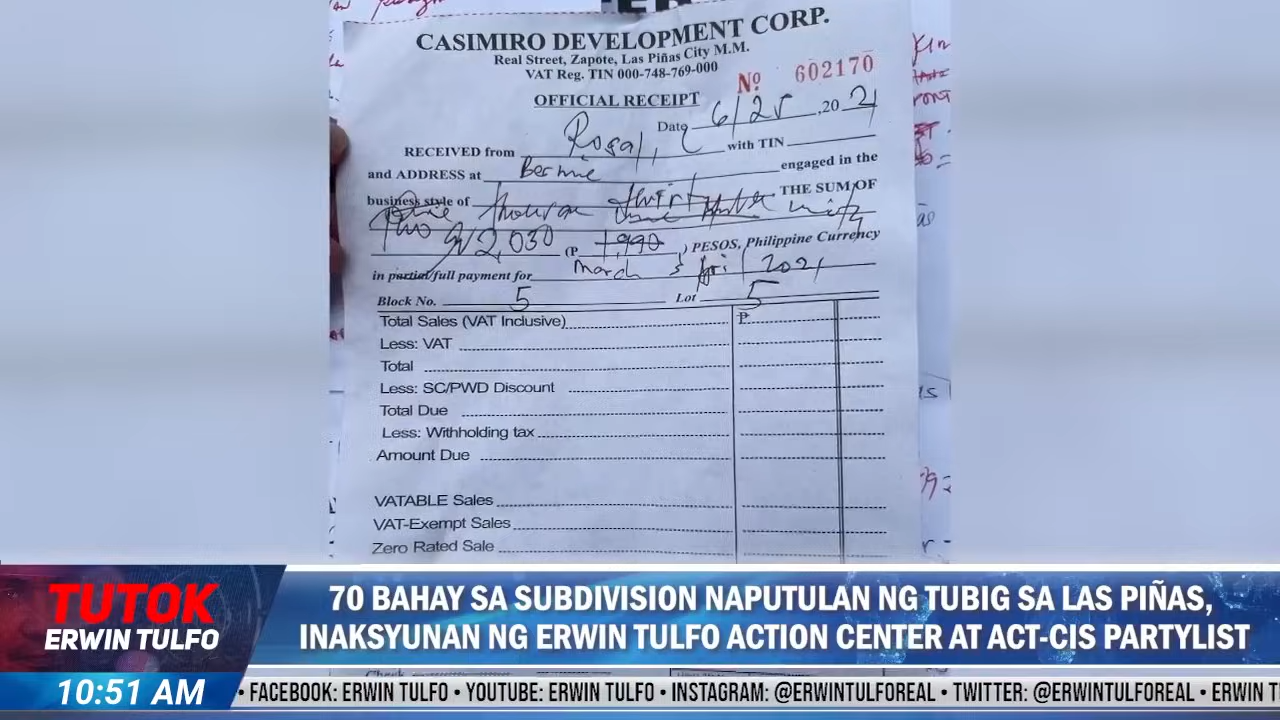 CASIMIRO DEVELOPMENT CORP.
Real Street, Zapote, Las Piñas City M.M.
VAT Reg. TIN 000-748-769-000
Nº 602170
OFFICIAL RECEIPT
Date 6/25, 20 21
RECEIVED from Rosal, with TIN
and ADDRESS at Bernie engaged in the
business style of THE SUM OF
Two 2,030 (P 1,990 ) PESOS, Philippine Currency
in partial/full payment for March 2021
Block No. 5 Lot 5
Total Sales (VAT Inclusive) ₱
Less: VAT
Total
Less: SC/PWD Discount
Total Due
Less: Withholding tax
Amount Due
VATABLE Sales
VAT-Exempt Sales
Zero Rated Sale
TUTOK
ERWIN TULFO
70 BAHAY SA SUBDIVISION NAPUTULAN NG TUBIG SA LAS PIÑAS,
INAKSYUNAN NG ERWIN TULFO ACTION CENTER AT ACT-CIS PARTYLIST
10:51 AM
• FACEBOOK: ERWIN TULFO • YOUTUBE: ERWIN TULFO • INSTAGRAM: @ERWINTULFOREAL • TWITTER: @ERWINTULFOREAL • ERWIN